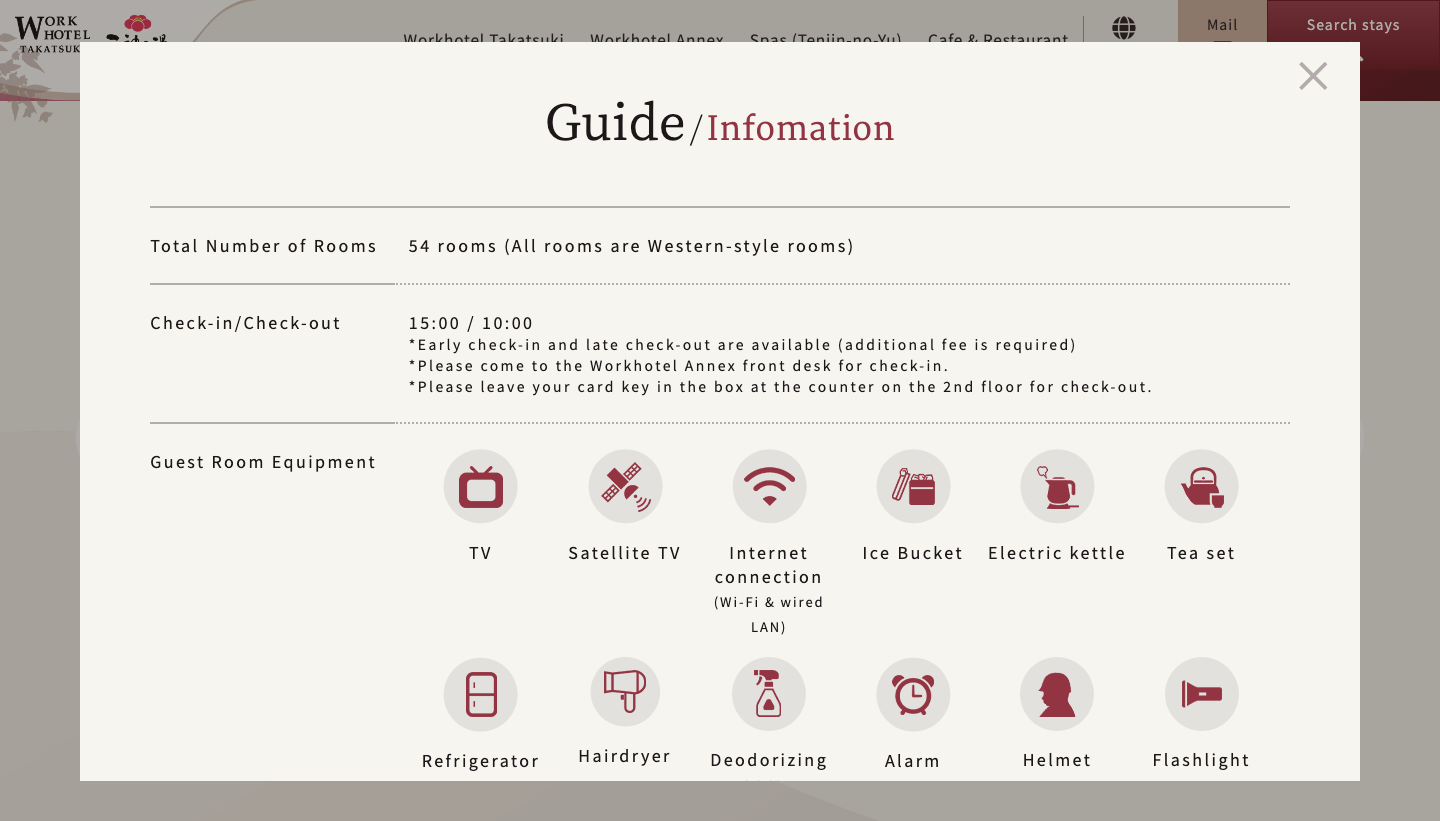 WORK
HOTEL
TAKATSUK
Workhotel Takatsuki Workhotel Annex Spas (Tenjin-no-Yu) Cafe & Restaurant
Mail
Search stays
Guide/Infomation
Total Number of Rooms 54 rooms (All rooms are Western-style rooms)
Check-in/Check-out 15:00 / 10:00
*Early check-in and late check-out are available (additional fee is required)
*Please come to the Workhotel Annex front desk for check-in.
*Please leave your card key in the box at the counter on the 2nd floor for check-out.
Guest Room Equipment
TV Satellite TV Internet Ice Bucket Electric kettle Tea set
connection
(Wi-Fi & wired
LAN)
Refrigerator Hairdryer Deodorizing Alarm Helmet Flashlight